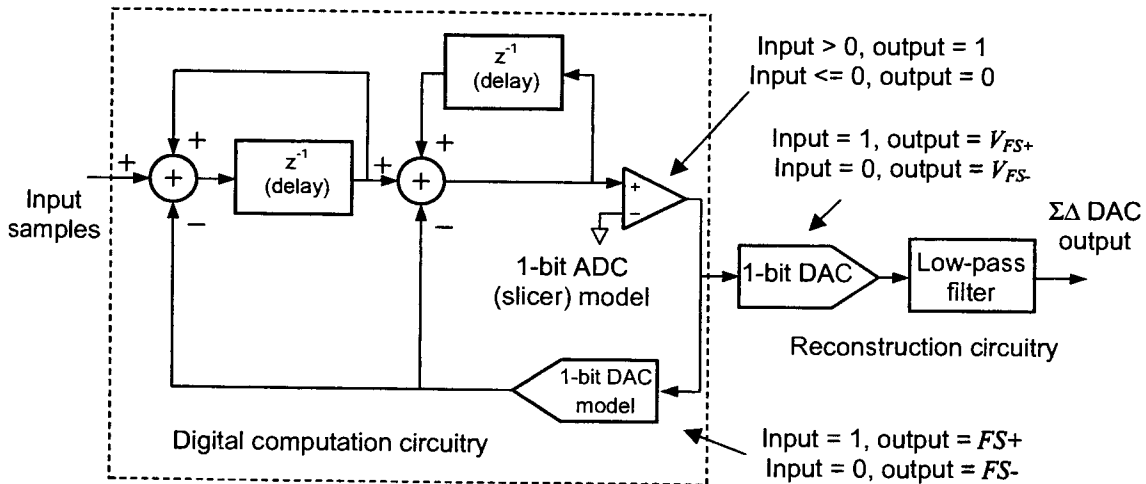 Input > 0, output = 1
Input <= 0, output = 0
z-1
(delay)
+
+
+
z-1
(delay)
+
+
+
+
−
−
+
−
Input
samples
1-bit ADC
(slicer) model
Input = 1, output = VFS+
Input = 0, output = VFS-
ΣΔ DAC
output
1-bit DAC
Low-pass
filter
Reconstruction circuitry
1-bit DAC
model
Digital computation circuitry
Input = 1, output = FS+
Input = 0, output = FS-